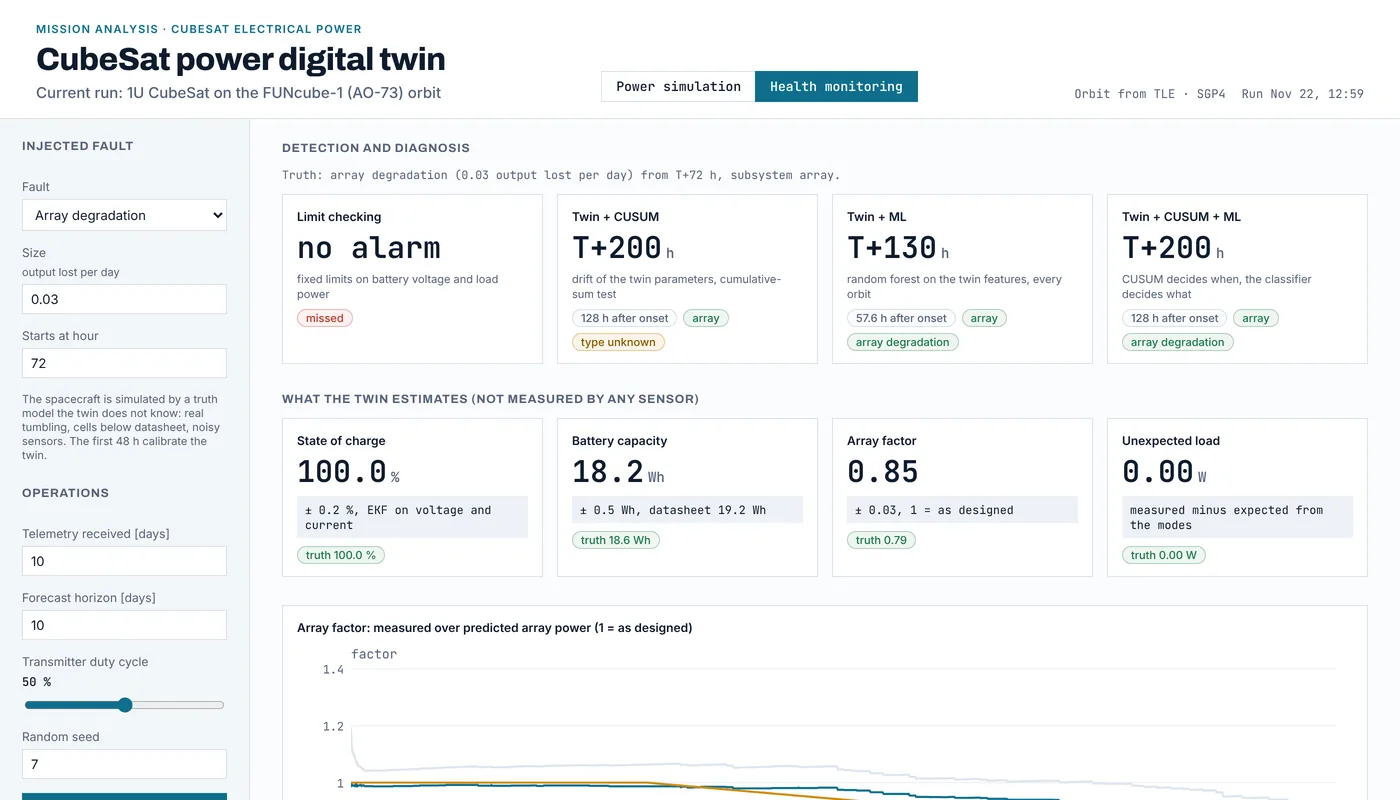 MISSION ANALYSIS · CUBESAT ELECTRICAL POWER
CubeSat power digital twin
Current run: 1U CubeSat on the FUNcube-1 (AO-73) orbit
Power simulation
Health monitoring
Orbit from TLE · SGP4 Run Nov 22, 12:59
INJECTED FAULT
Fault
Array degradation
Size
output lost per day
0.03
Starts at hour
72
The spacecraft is simulated by a truth
model the twin does not know: real
tumbling, cells below datasheet, noisy
sensors. The first 48 h calibrate the
twin.
OPERATIONS
Telemetry received [days]
10
Forecast horizon [days]
10
Transmitter duty cycle
50 %
Random seed
7
DETECTION AND DIAGNOSIS
Truth: array degradation (0.03 output lost per day) from T+72 h, subsystem array.
Limit checking
no alarm
fixed limits on battery voltage and load
power
missed
Twin + CUSUM
T+200 h
drift of the twin parameters, cumulative-
sum test
128 h after onset
array
type unknown
Twin + ML
T+130 h
random forest on the twin features, every
orbit
57.6 h after onset
array
array degradation
Twin + CUSUM + ML
T+200 h
CUSUM decides when, the classifier
decides what
128 h after onset
array
array degradation
WHAT THE TWIN ESTIMATES (NOT MEASURED BY ANY SENSOR)
State of charge
100.0 %
± 0.2 %, EKF on voltage and
current
truth 100.0 %
Battery capacity
18.2 Wh
± 0.5 Wh, datasheet 19.2 Wh
truth 18.6 Wh
Array factor
0.85
± 0.03, 1 = as designed
truth 0.79
Unexpected load
0.00 W
measured minus expected from
the modes
truth 0.00 W
Array factor: measured over predicted array power (1 = as designed)
factor
1.4
1.2
1